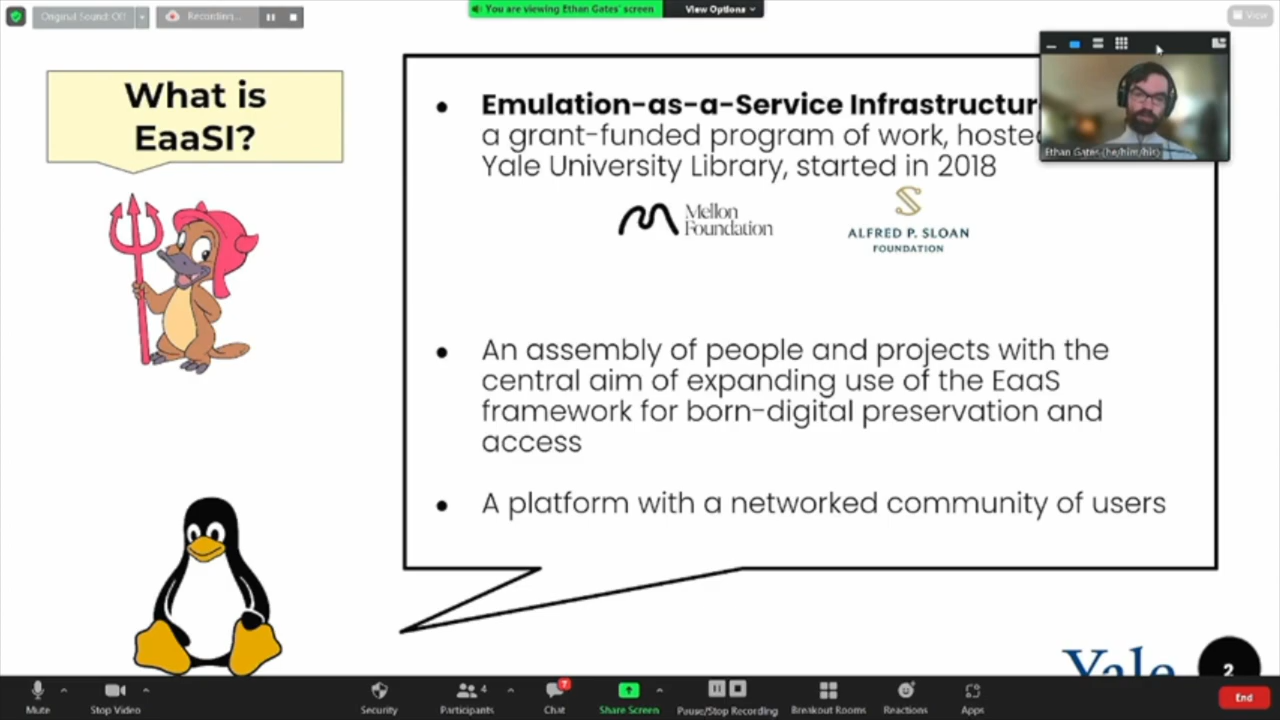 Original Sound: Off
Recording...
You are viewing Ethan Gates' screen
View Options
View
What is
EaaSI?
Emulation-as-a-Service Infrastructur
a grant-funded program of work, hosted
Yale University Library, started in 2018
Mellon
Foundation
ALFRED P. SLOAN
FOUNDATION
Ethan Gates (he/him/his)
An assembly of people and projects with the
central aim of expanding use of the EaaS
framework for born-digital preservation and
access
A platform with a networked community of users
Yale
2
Mute
Stop Video
Security
4
Participants
7
Chat
Share Screen
Pause/Stop Recording
Breakout Rooms
Reactions
Apps
End